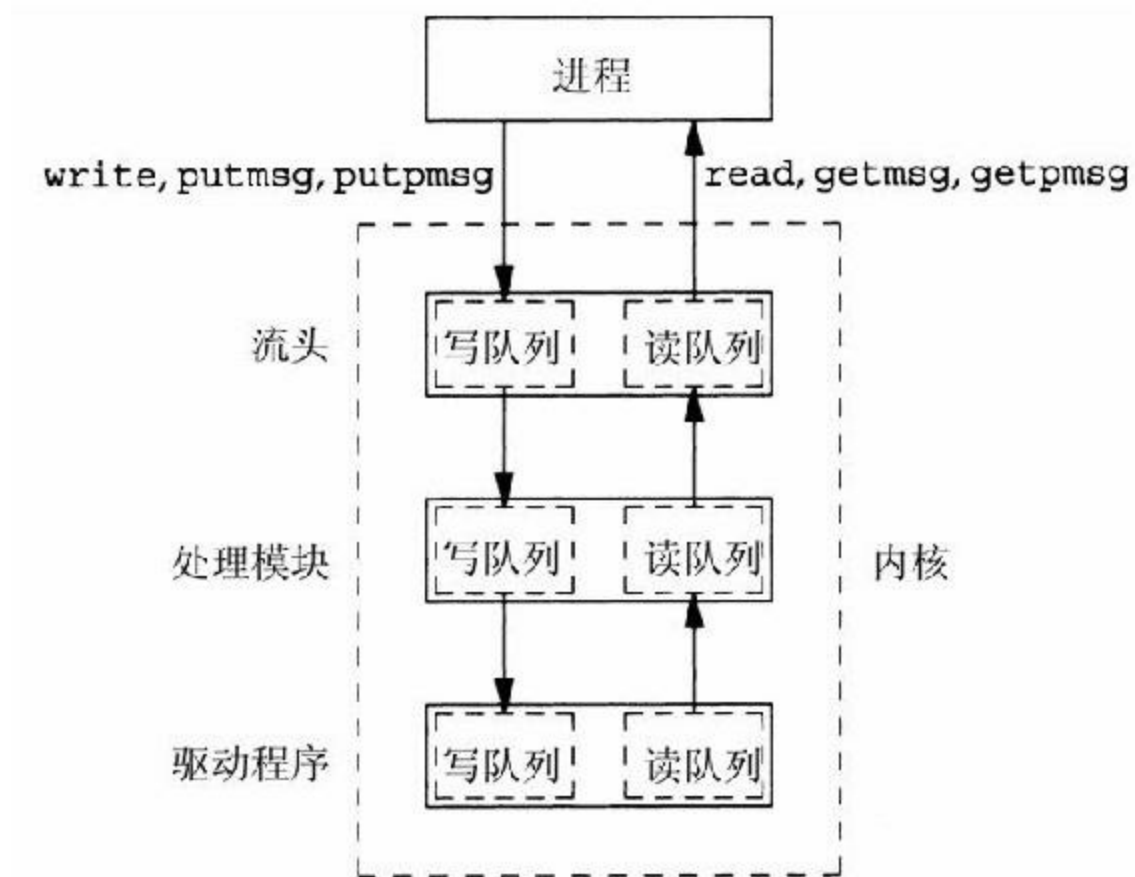 进程
write, putmsg, putpmsg
read, getmsg, getpmsg
流头
写队列
读队列
处理模块
写队列
读队列
内核
驱动程序
写队列
读队列